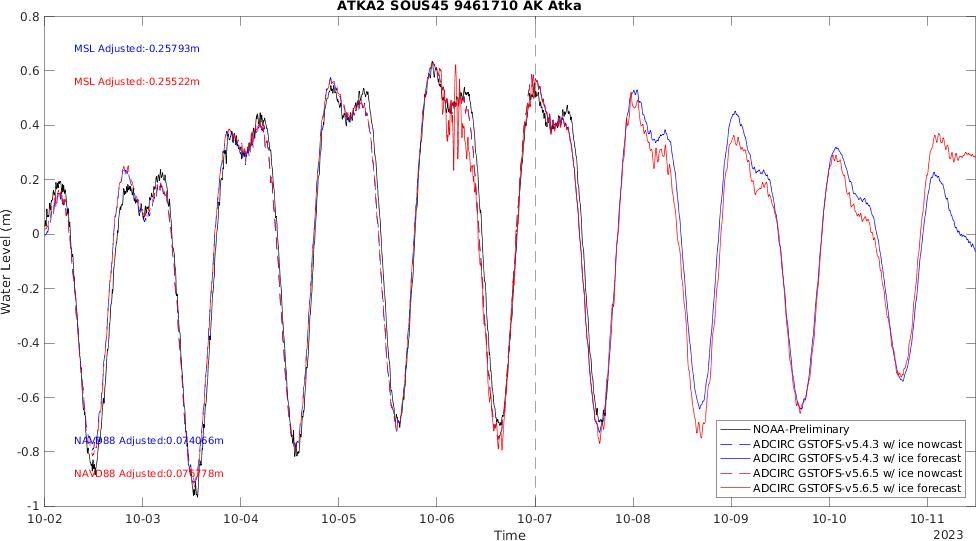 ATKA2 SOUS45 9461710 AK Atka
0.8
MSL Adjusted:-0.25793m
0.6
MSL Adjusted:-0.25522m
0.4
0.2
0
-0.2
-0.4
-0.6
-0.8
-1
Water Level (m)
NAVD88 Adjusted:0.074066m
NAVD88 Adjusted:0.076778m
NOAA-Preliminary
ADCIRC GSTOFS-v5.4.3 w/ ice nowcast
ADCIRC GSTOFS-v5.4.3 w/ ice forecast
ADCIRC GSTOFS-v5.6.5 w/ ice nowcast
ADCIRC GSTOFS-v5.6.5 w/ ice forecast
10-02 10-03 10-04 10-05 10-06 10-07 10-08 10-09 10-10 10-11
Time
2023